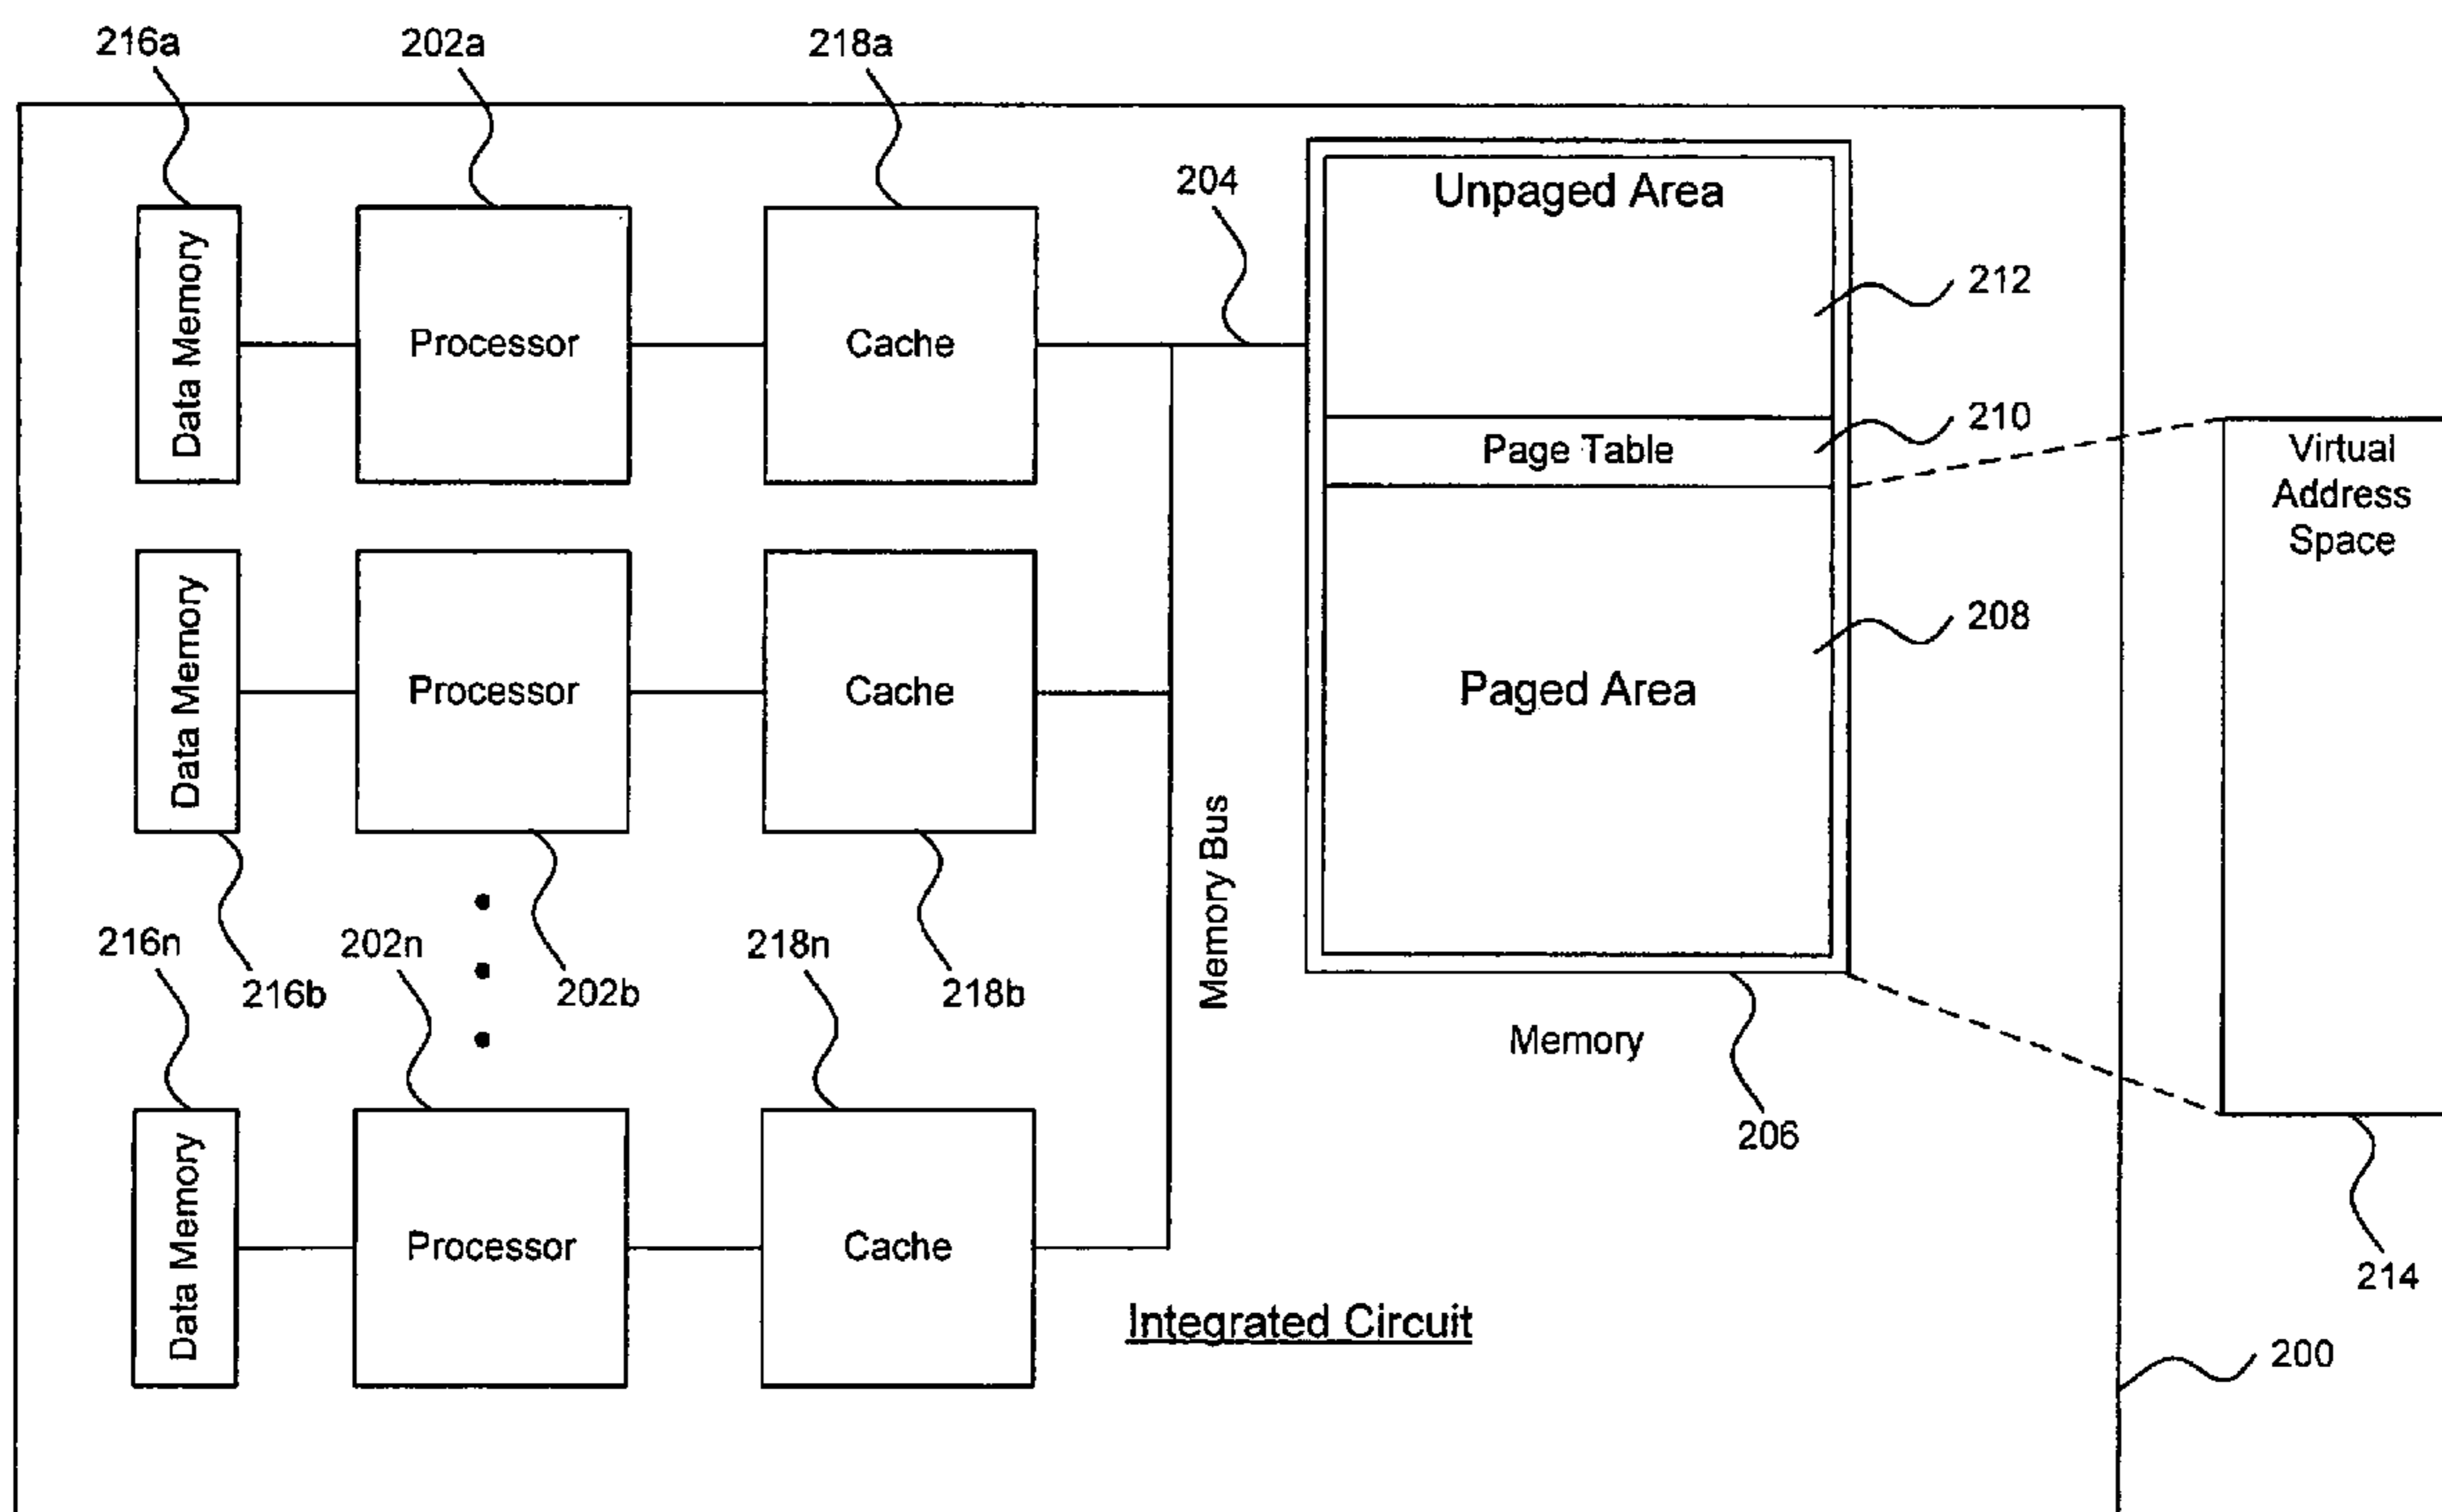 216a
202a
218a
204
Unpaged Area
212
Data Memory
Processor
Cache
210
Page Table
Virtual
Address
Space
208
Data Memory
Processor
Cache
Paged Area
Memory Bus
216n
202n
218n
216b
202b
218b
Memory
206
Data Memory
Processor
Cache
214
Integrated Circuit
200